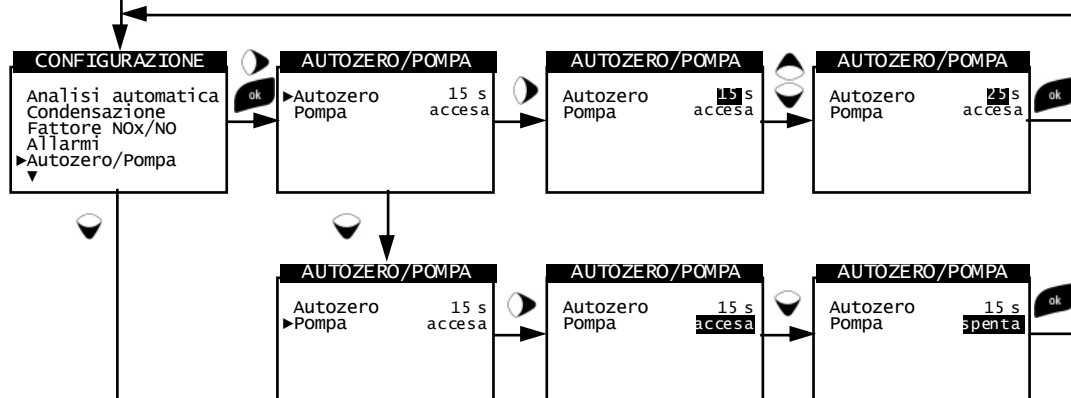 CONFIGURAZIONE
Analisi automatica
Condensazione
Fattore NOx/NO
Allarmi
►Autozero/Pompa
▼
ok
AUTOZERO/POMPA
►Autozero 15 s
Pompa accesa
AUTOZERO/POMPA
Autozero 15 s
Pompa accesa
AUTOZERO/POMPA
Autozero 25 s
Pompa accesa
ok
AUTOZERO/POMPA
Autozero 15 s
►Pompa accesa
AUTOZERO/POMPA
Autozero 15 s
Pompa accesa
AUTOZERO/POMPA
Autozero 15 s
Pompa spenta
ok